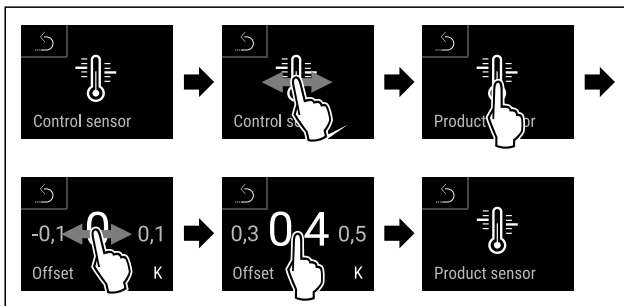 Control sensor
Control
Product
-0,1 0 0,1
Offset K
0,3 0,4 0,5
Offset K
Product sensor